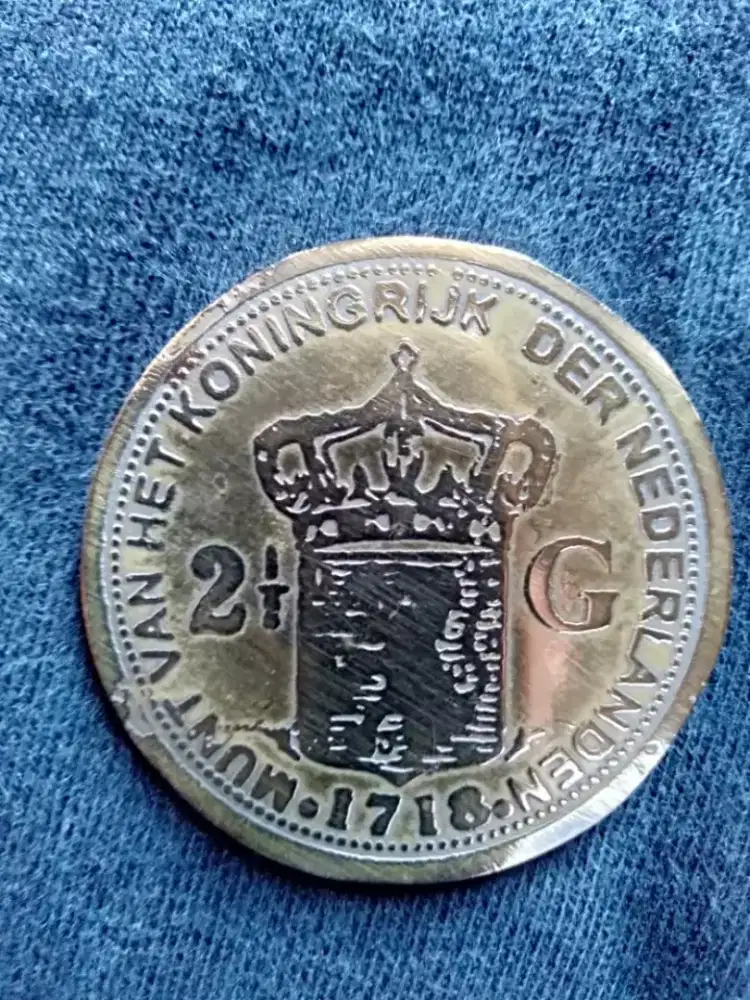 MUNT VAN HET KONINGRIJK DER NEDERLANDEN
2½ G
1718